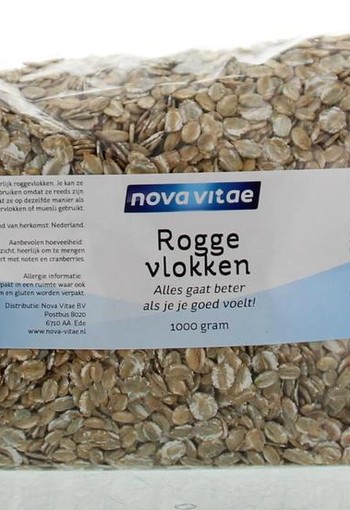 rlijk roggevlokken. Je kan ze
bruiken omdat ze reeds zijn
at ze op dezelfde manier als
ervlokken of muesli gebruikt.
nd van herkomst: Nederland.
Aanbevolen hoeveelheid:
zicht, heerlijk om te mengen
rt met noten en cranberries.
Allergie informatie:
pakt in een ruimte waar ook
m en gluten worden verpakt.
Distributie: Nova Vitae BV
Postbus 8020
6710 AA Ede
www.nova-vitae.nl
nova vitae
Rogge
vlokken
Alles gaat beter
als je je goed voelt!
1000 gram